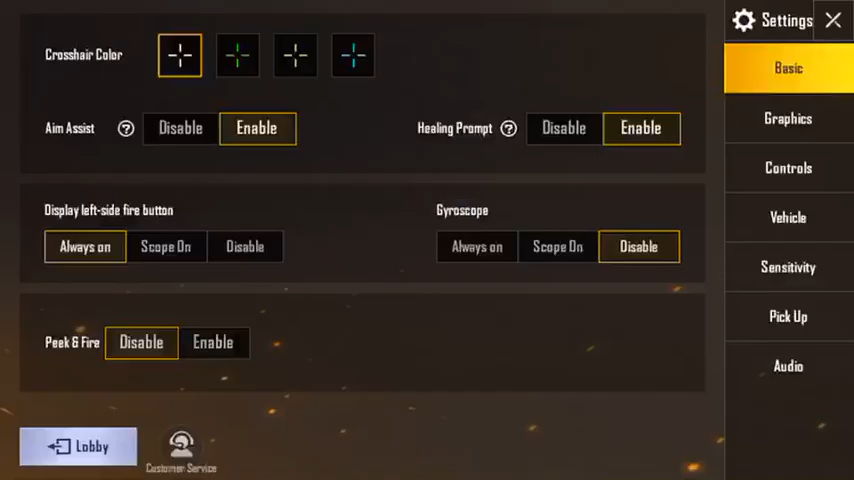 Settings
Basic
Graphics
Controls
Vehicle
Sensitivity
Pick Up
Audio
Crosshair Color
Aim Assist ? Disable Enable
Healing Prompt ? Disable Enable
Display left-side fire button
Always on Scope On Disable
Gyroscope
Always on Scope On Disable
Peek & Fire Disable Enable
Lobby
Customer Service